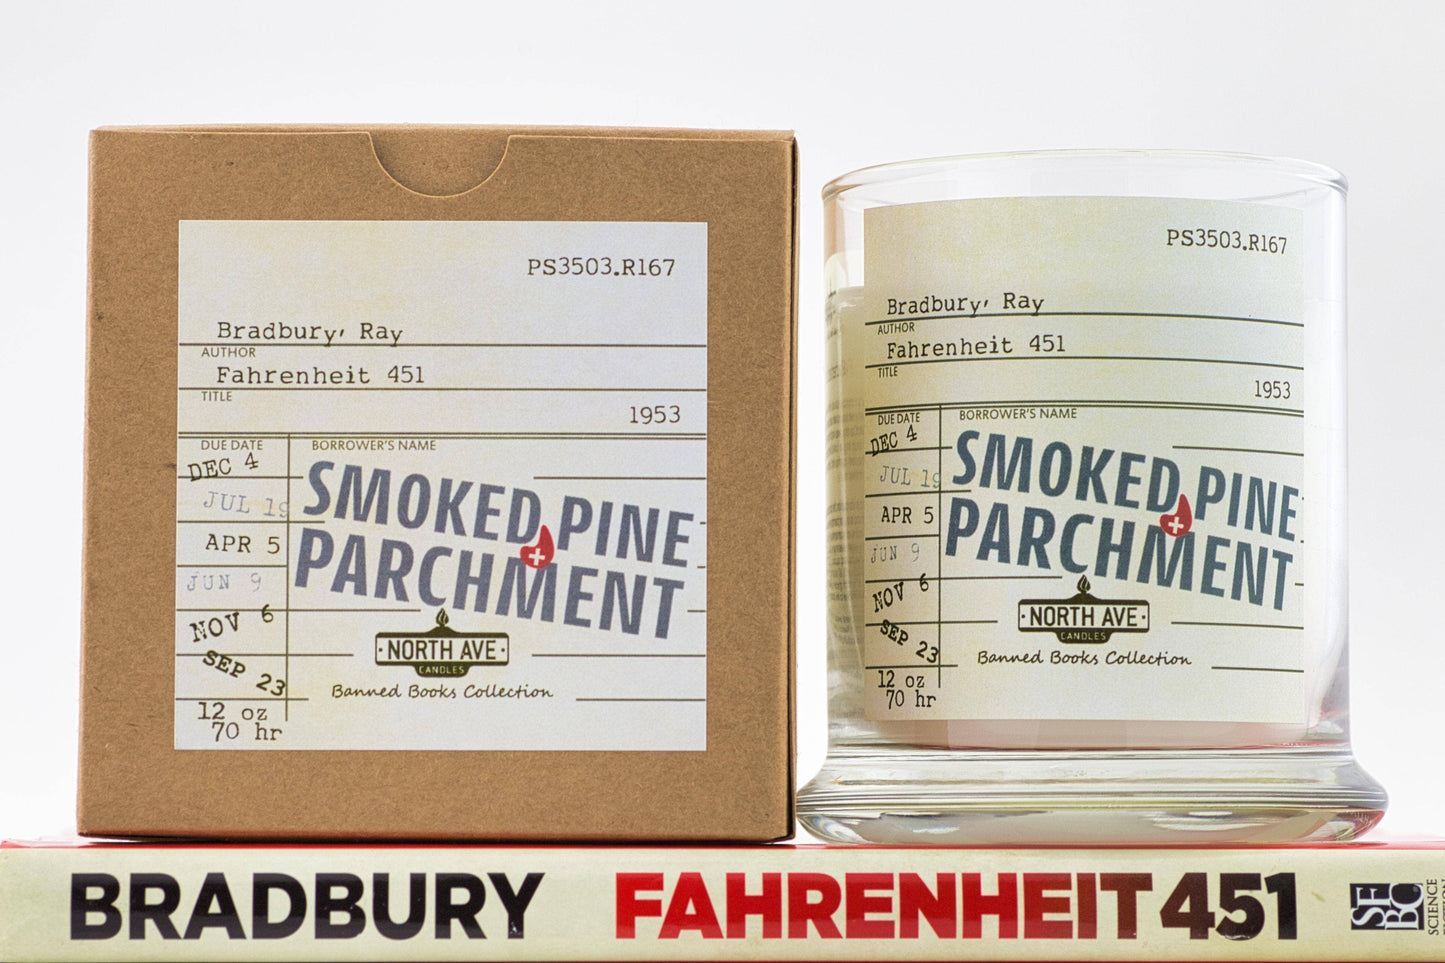 PS3503.R167
Bradbury, Ray
AUTHOR
Fahrenheit 451
TITLE
1953
DUE DATE BORROWER'S NAME
DEC 4
JUL 19
APR 5
JUN 9
NOV 6
SEP 23
SMOKED PINE
PARCHMENT
NORTH AVE
CANDLES
Banned Books Collection
12 oz
70 hr
PS3503.R167
Bradbury, Ray
AUTHOR
Fahrenheit 451
TITLE
1953
DUE DATE BORROWER'S NAME
DEC 4
JUL 19
APR 5
JUN 9
NOV 6
SEP 23
SMOKED PINE
PARCHMENT
NORTH AVE
CANDLES
Banned Books Collection
12 oz
70 hr
BRADBURY FAHRENHEIT 451
SFBC
SCIENCE